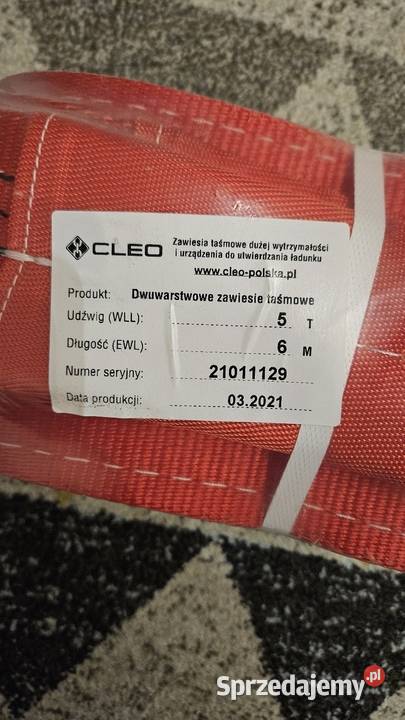 CLEO
Zawiesia taśmowe dużej wytrzymałości
i urządzenia do utwierdzania ładunku
www.cleo-polska.pl
Produkt: Dwuwarstwowe zawiesie taśmowe
Udźwig (WLL): 5 T
Długość (EWL): 6 M
Numer seryjny: 21011129
Data produkcji: 03.2021
Sprzedajemy.pl